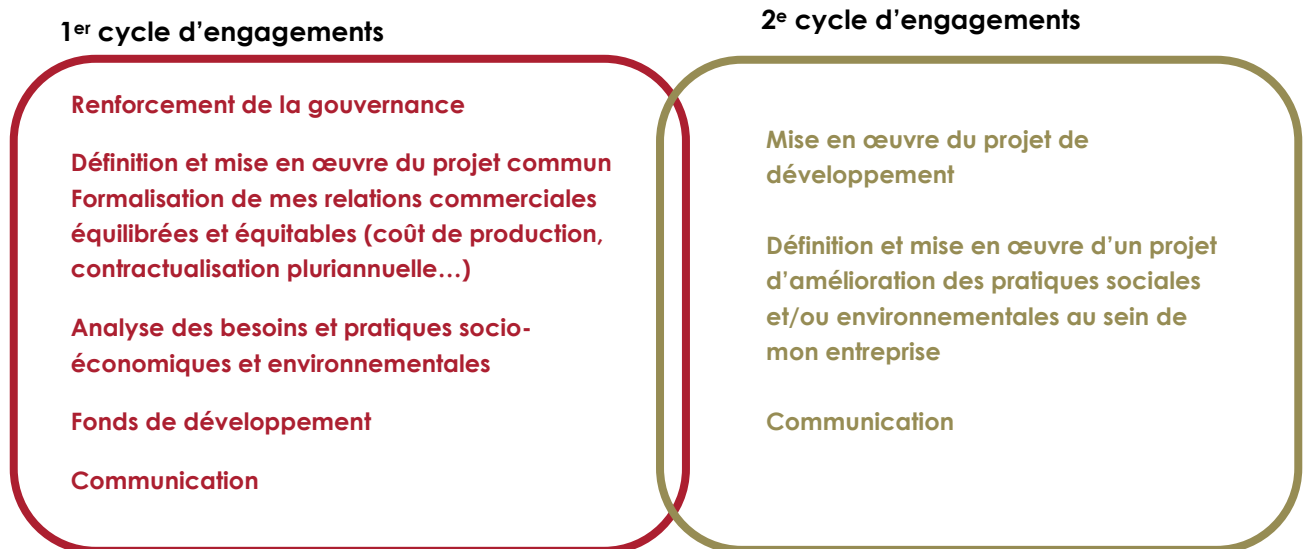 1er cycle d’engagements
Renforcement de la gouvernance
Définition et mise en œuvre du projet commun
Formalisation de mes relations commerciales
équilibrées et équitables (coût de production,
contractualisation pluriannuelle…)
Analyse des besoins et pratiques socio-
économiques et environnementales
Fonds de développement
Communication
2e cycle d’engagements
Mise en œuvre du projet de
développement
Définition et mise en œuvre d’un projet
d’amélioration des pratiques sociales
et/ou environnementales au sein de
mon entreprise
Communication